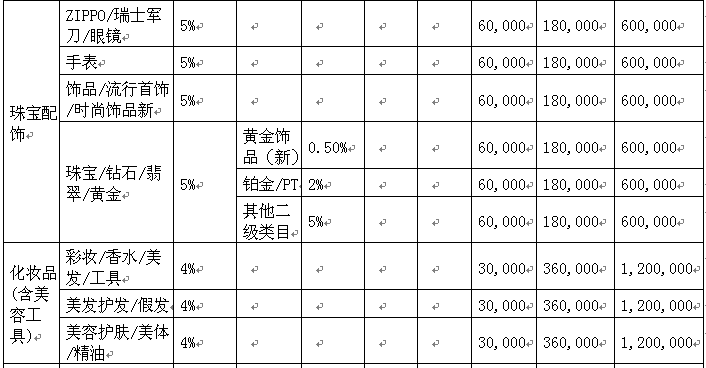 珠宝配饰
ZIPPO/瑞士军刀/眼镜 5% 60,000 180,000 600,000
手表 5% 60,000 180,000 600,000
饰品/流行首饰/时尚饰品新 5% 60,000 180,000 600,000
珠宝/钻石/翡翠/黄金 5% 黄金饰品（新） 0.50% 60,000 180,000 600,000
铂金/PT 2% 60,000 180,000 600,000
其他二级类目 5% 60,000 180,000 600,000
化妆品(含美容工具)
彩妆/香水/美发/工具 4% 30,000 360,000 1,200,000
美发护发/假发 4% 30,000 360,000 1,200,000
美容护肤/美体/精油 4% 30,000 360,000 1,200,000